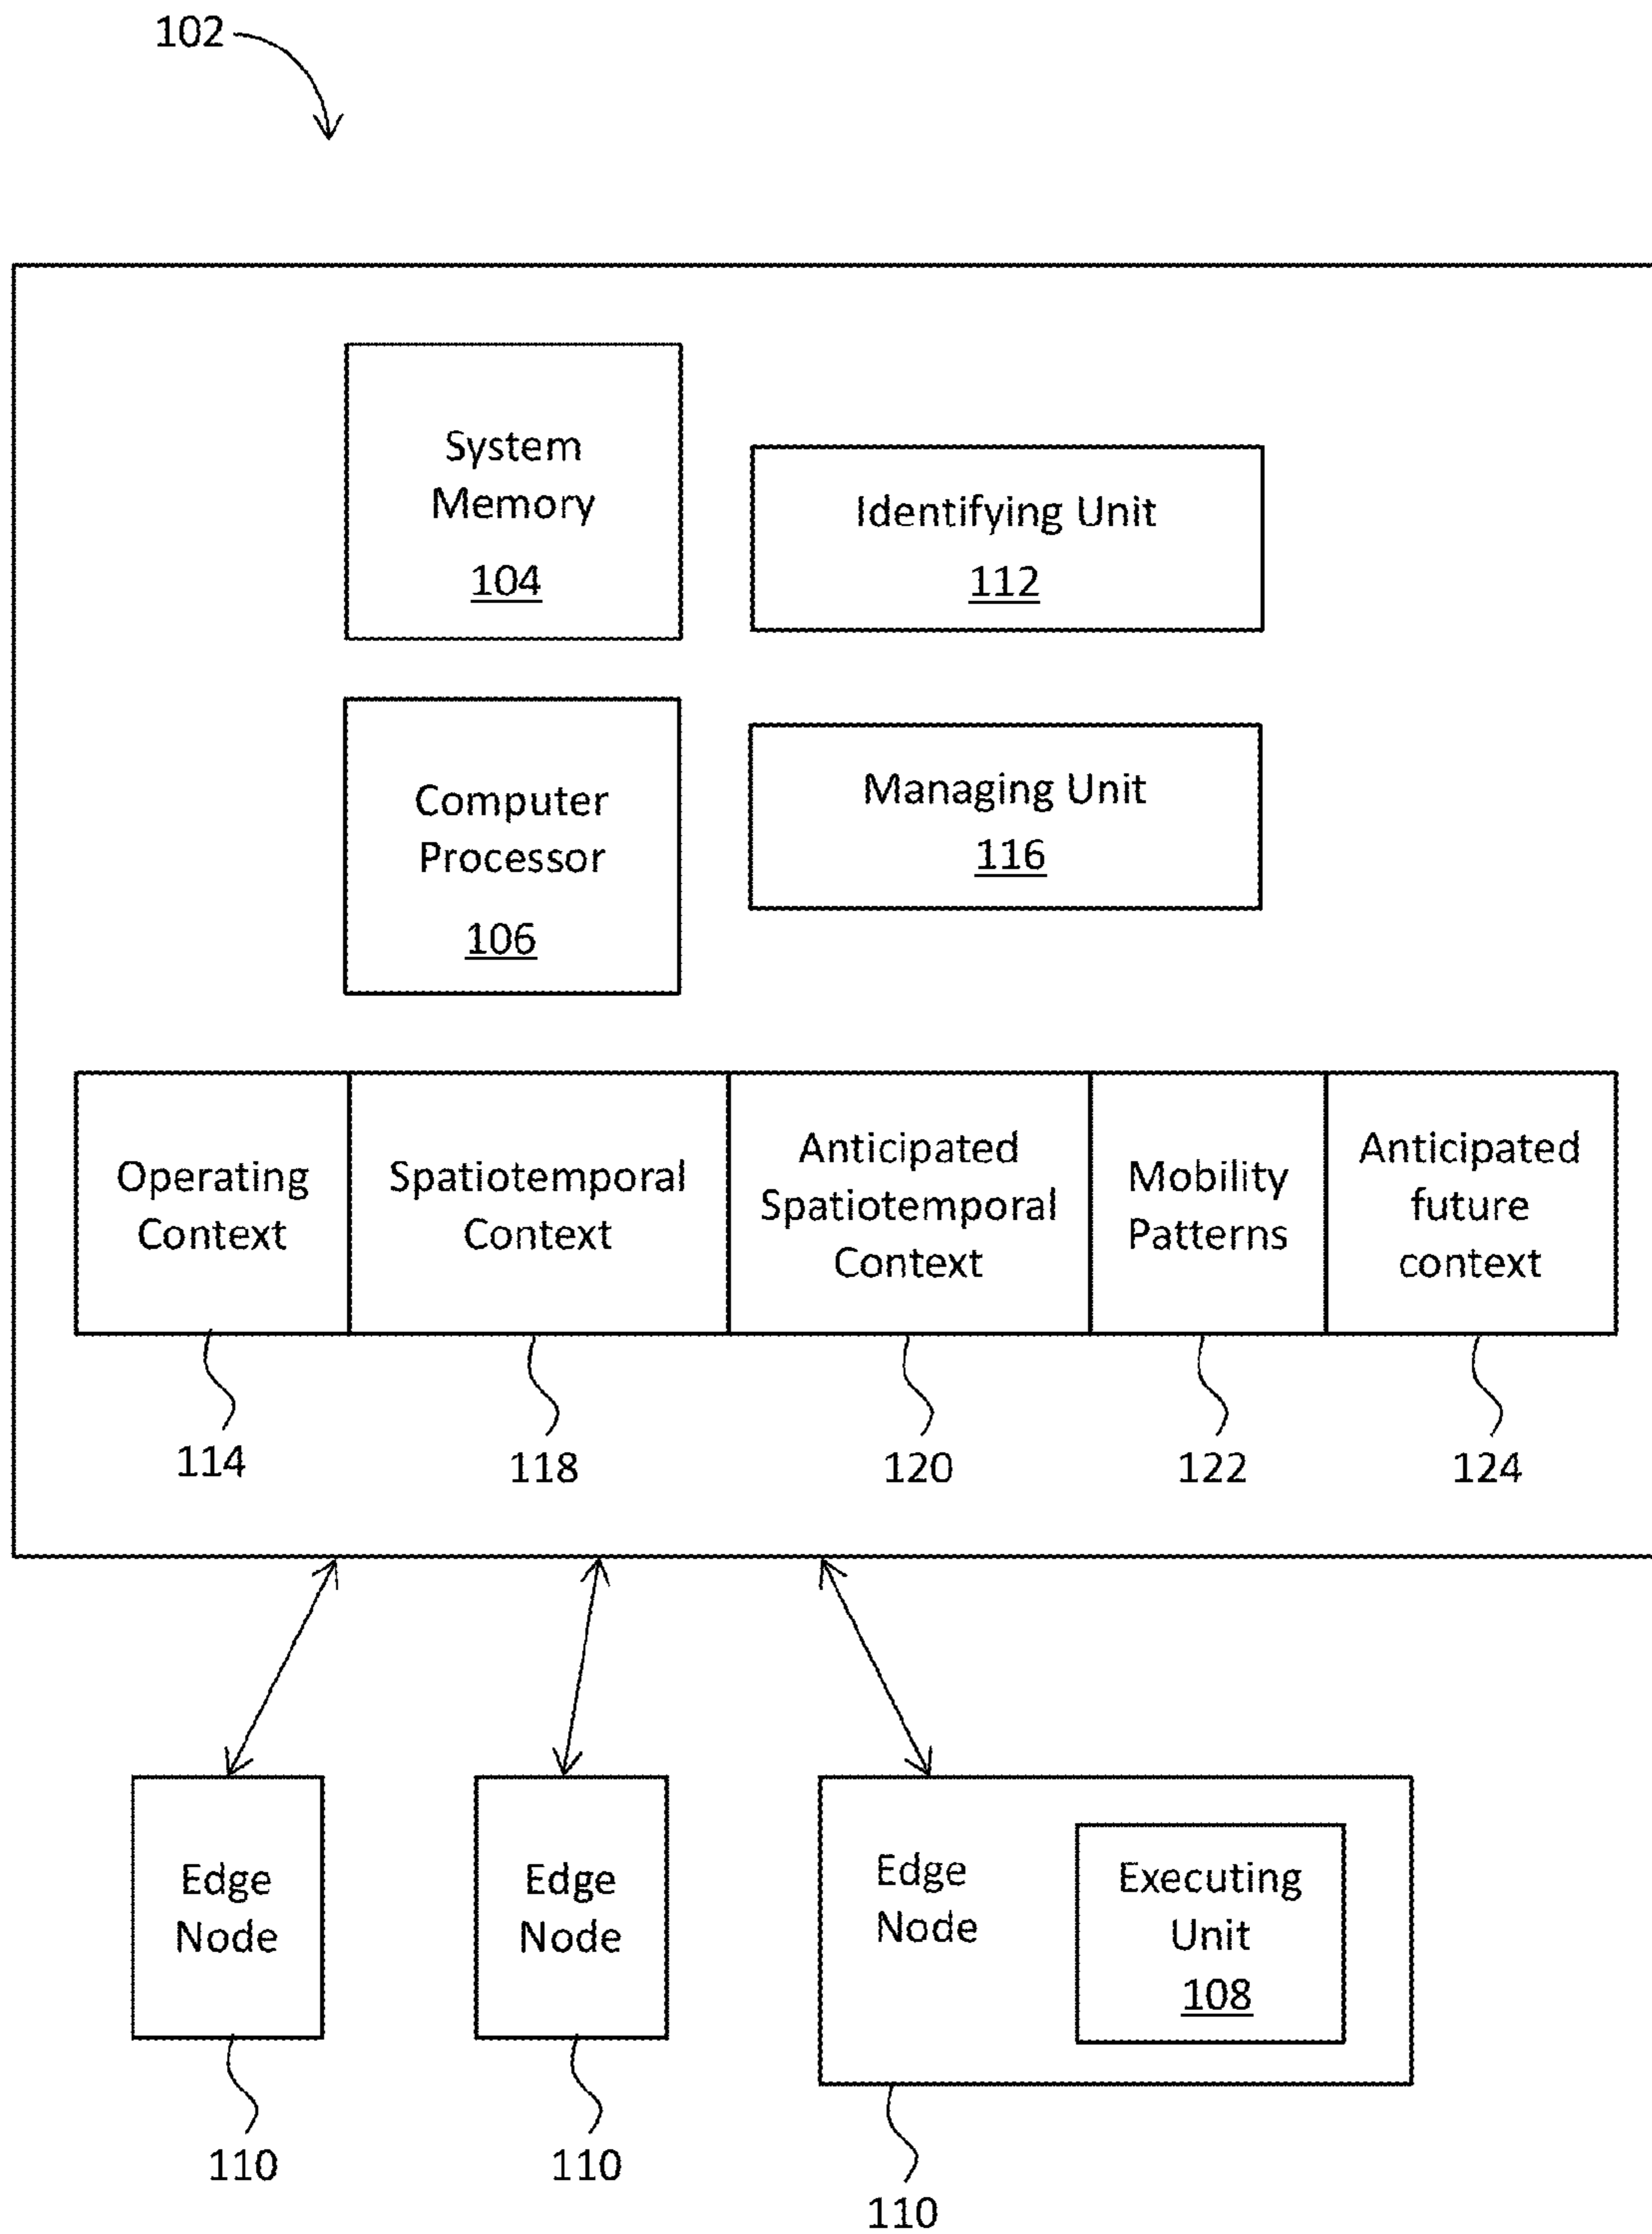 102
System
Memory
104
Identifying Unit
112
Computer
Processor
106
Managing Unit
116
Operating
Context
Spatiotemporal
Context
Anticipated
Spatiotemporal
Context
Mobility
Patterns
Anticipated
future
context
114
118
120
122
124
Edge
Node
Edge
Node
Edge
Node
Executing
Unit
108
110
110
110